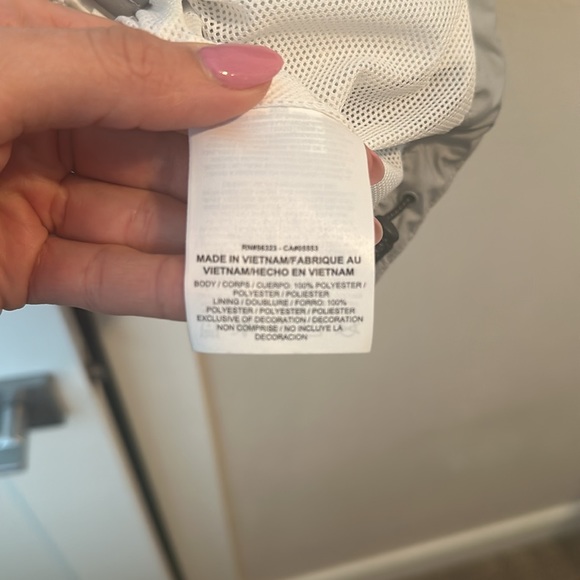 RN#56323 - CA#05553
MADE IN VIETNAM/FABRIQUE AU
VIETNAM/HECHO EN VIETNAM
BODY / CORPS / CUERPO: 100% POLYESTER /
POLYESTER / POLIESTER
LINING / DOUBLURE / FORRO: 100%
POLYESTER / POLYESTER / POLIESTER
EXCLUSIVE OF DECORATION / DECORATION
NON COMPRISE / NO INCLUYE LA
DECORACION